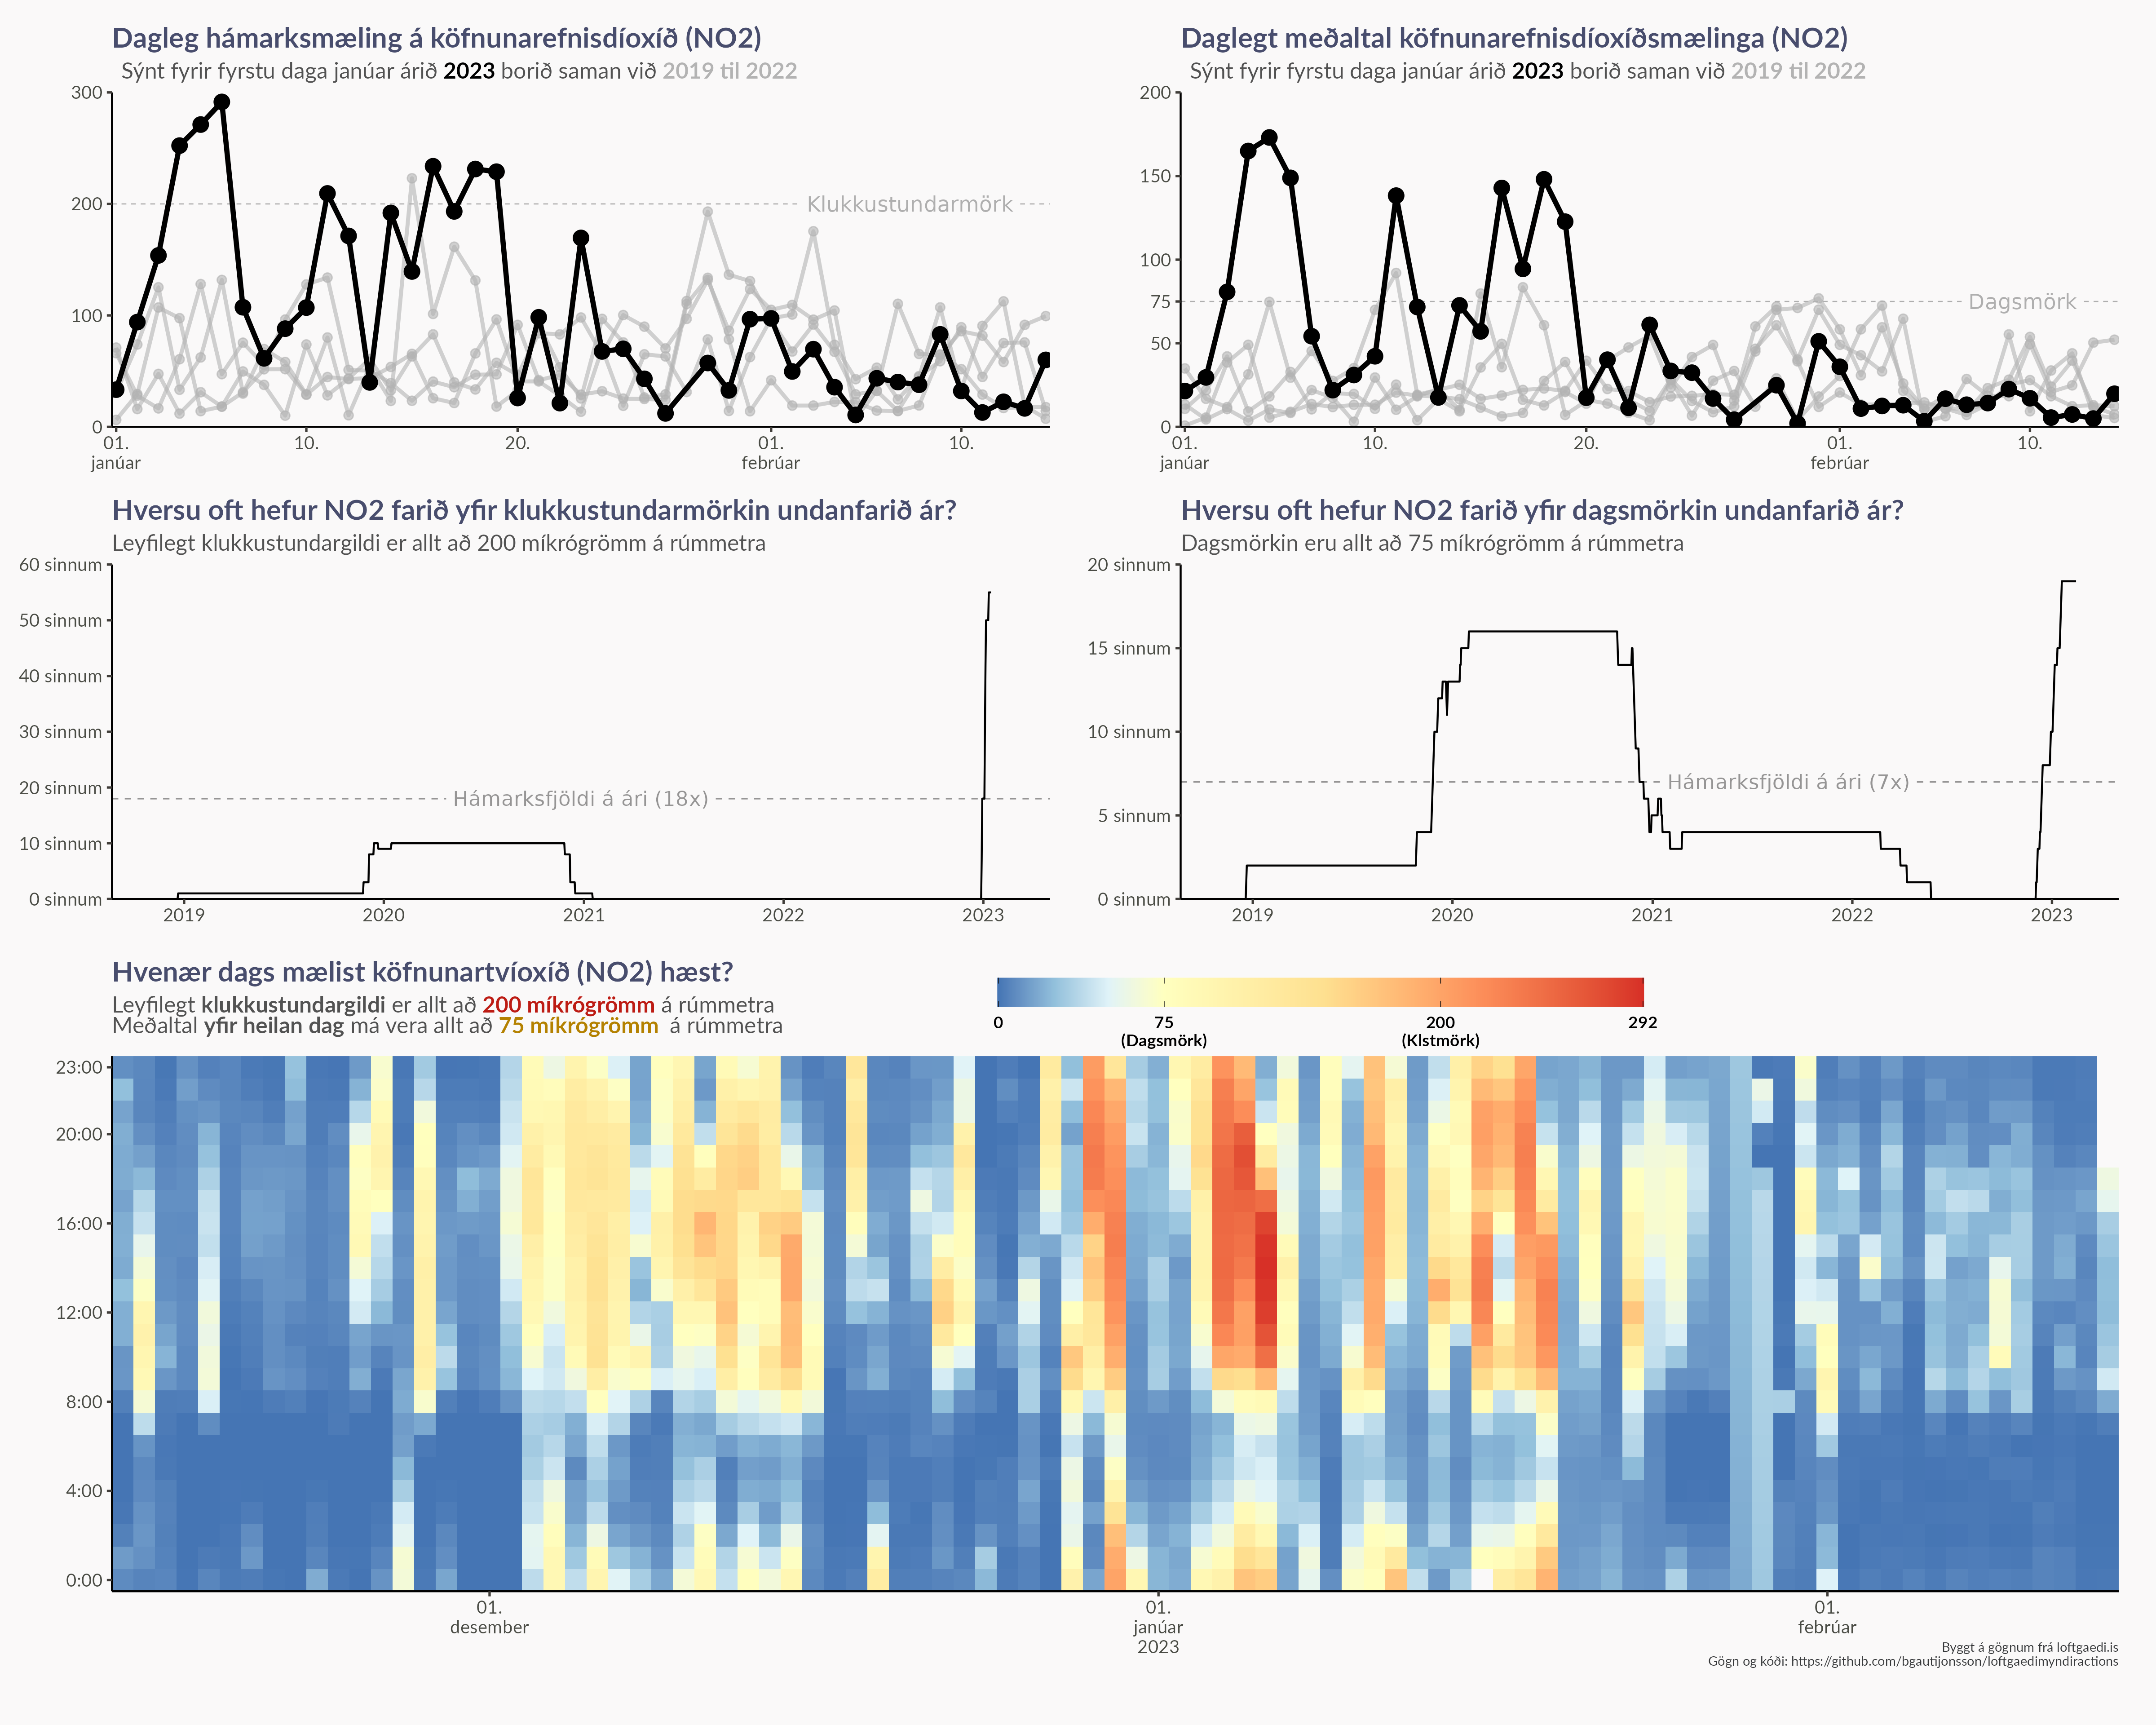 Dagleg hámarksmæling á köfnunarefnisdíoxíð (NO2)
Sýnt fyrir fyrstu daga janúar árið 2023 borið saman við 2019 til 2022
300
200
100
0
Klukkustundarmörk
01.
janúar
10.
20.
01.
febrúar
10.
Daglegt meðaltal köfnunarefnisdíoxíðsmælinga (NO2)
Sýnt fyrir fyrstu daga janúar árið 2023 borið saman við 2019 til 2022
200
150
100
75
50
0
Dagsmörk
01.
janúar
10.
20.
01.
febrúar
10.
Hversu oft hefur NO2 farið yfir klukkustundarmörkin undanfarið ár?
Leyfilegt klukkustundargildi er allt að 200 míkrógrömm á rúmmetra
60 sinnum
50 sinnum
40 sinnum
30 sinnum
20 sinnum
10 sinnum
0 sinnum
Hámarksfjöldi á ári (18x)
2019
2020
2021
2022
2023
Hversu oft hefur NO2 farið yfir dagsmörkin undanfarið ár?
Dagsmörkin eru allt að 75 míkrógrömm á rúmmetra
20 sinnum
15 sinnum
10 sinnum
5 sinnum
0 sinnum
Hámarksfjöldi á ári (7x)
2019
2020
2021
2022
2023
Hvenær dags mælist köfnunartvíoxíð (NO2) hæst?
Leyfilegt klukkustundargildi er allt að 200 míkrógrömm á rúmmetra
Meðaltal yfir heilan dag má vera allt að 75 míkrógrömm á rúmmetra
0
75
(Dagsmörk)
200
(Klstmörk)
292
23:00
20:00
16:00
12:00
8:00
4:00
0:00
01.
desember
01.
janúar
2023
01.
febrúar
Byggt á gögnum frá loftgaedi.is
Gögn og kóði: https://github.com/bgautijonsson/loftgaedimyndiractions